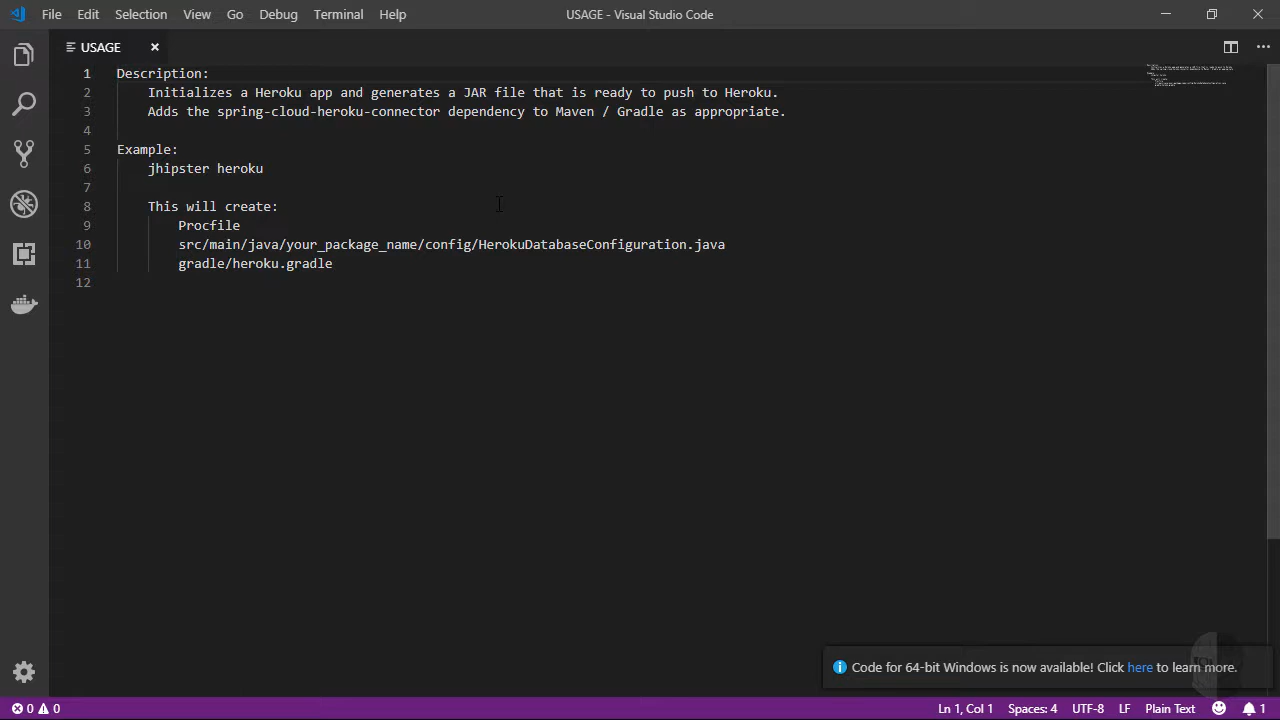 File Edit Selection View Go Debug Terminal Help USAGE - Visual Studio Code
USAGE
1 Description:
2 Initializes a Heroku app and generates a JAR file that is ready to push to Heroku.
3 Adds the spring-cloud-heroku-connector dependency to Maven / Gradle as appropriate.
4
5 Example:
6 jhipster heroku
7
8 This will create:
9 Procfile
10 src/main/java/your_package_name/config/HerokuDatabaseConfiguration.java
11 gradle/heroku.gradle
12
Code for 64-bit Windows is now available! Click here to learn more.
0 0 Ln 1, Col 1 Spaces: 4 UTF-8 LF Plain Text 1